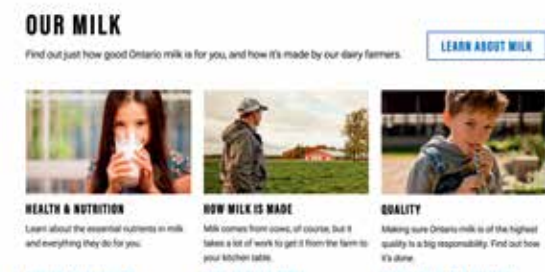 OUR MILK
Find out just how good Ontario milk is for you, and how it's made by our dairy farmers.
LEARN ABOUT MILK
HEALTH & NUTRITION
Learn about the essential nutrients in milk
and everything they do for you.
HOW MILK IS MADE
Milk comes from cows, of course, but it
takes a lot of work to get it from the farm to
your kitchen table.
QUALITY
Making sure Ontario milk is of the highest
quality is a big responsibility. Find out how
it's done.